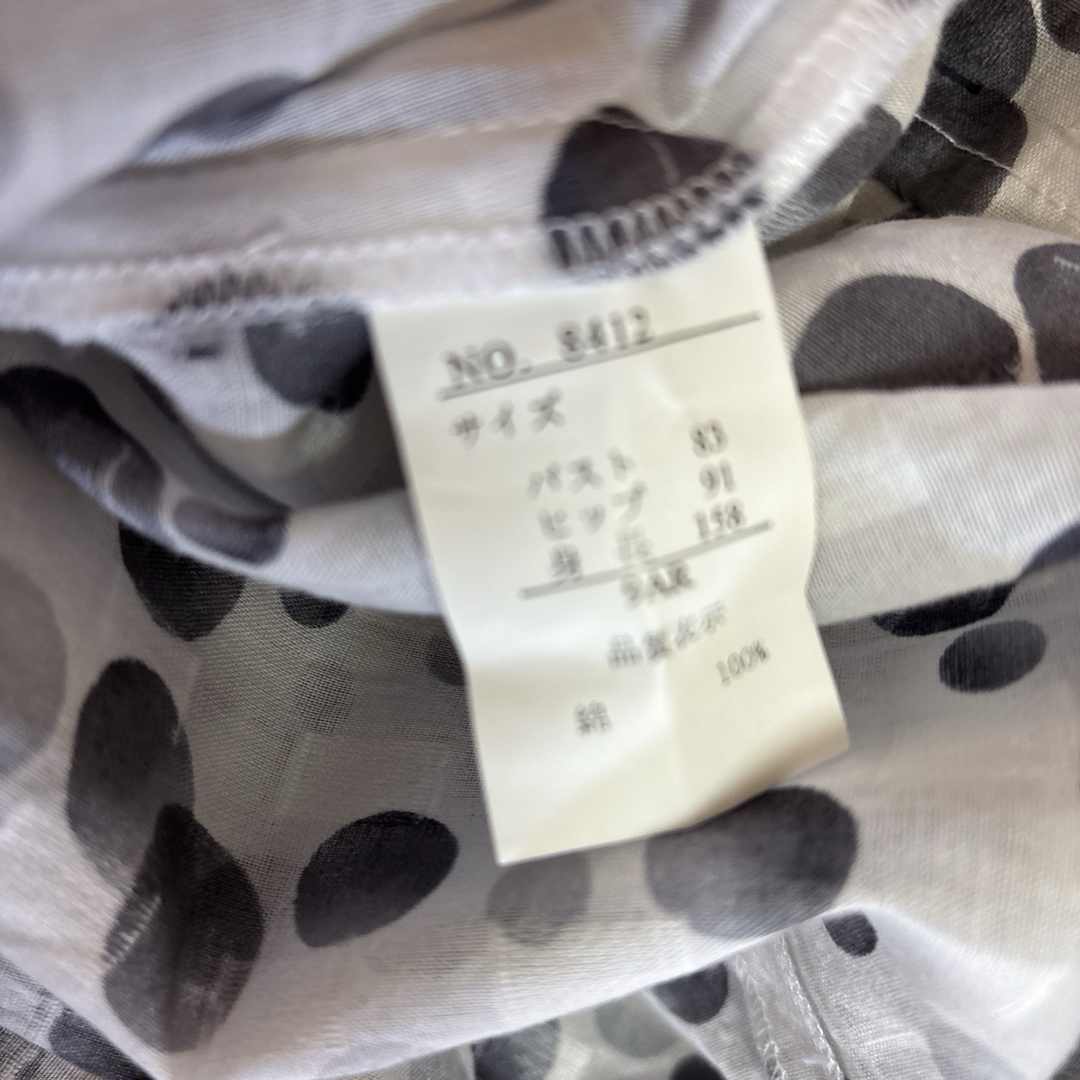 NO. 8412
サイズ
バスト 83
ヒップ 91
身長 158
9AR
品質表示
綿 100%